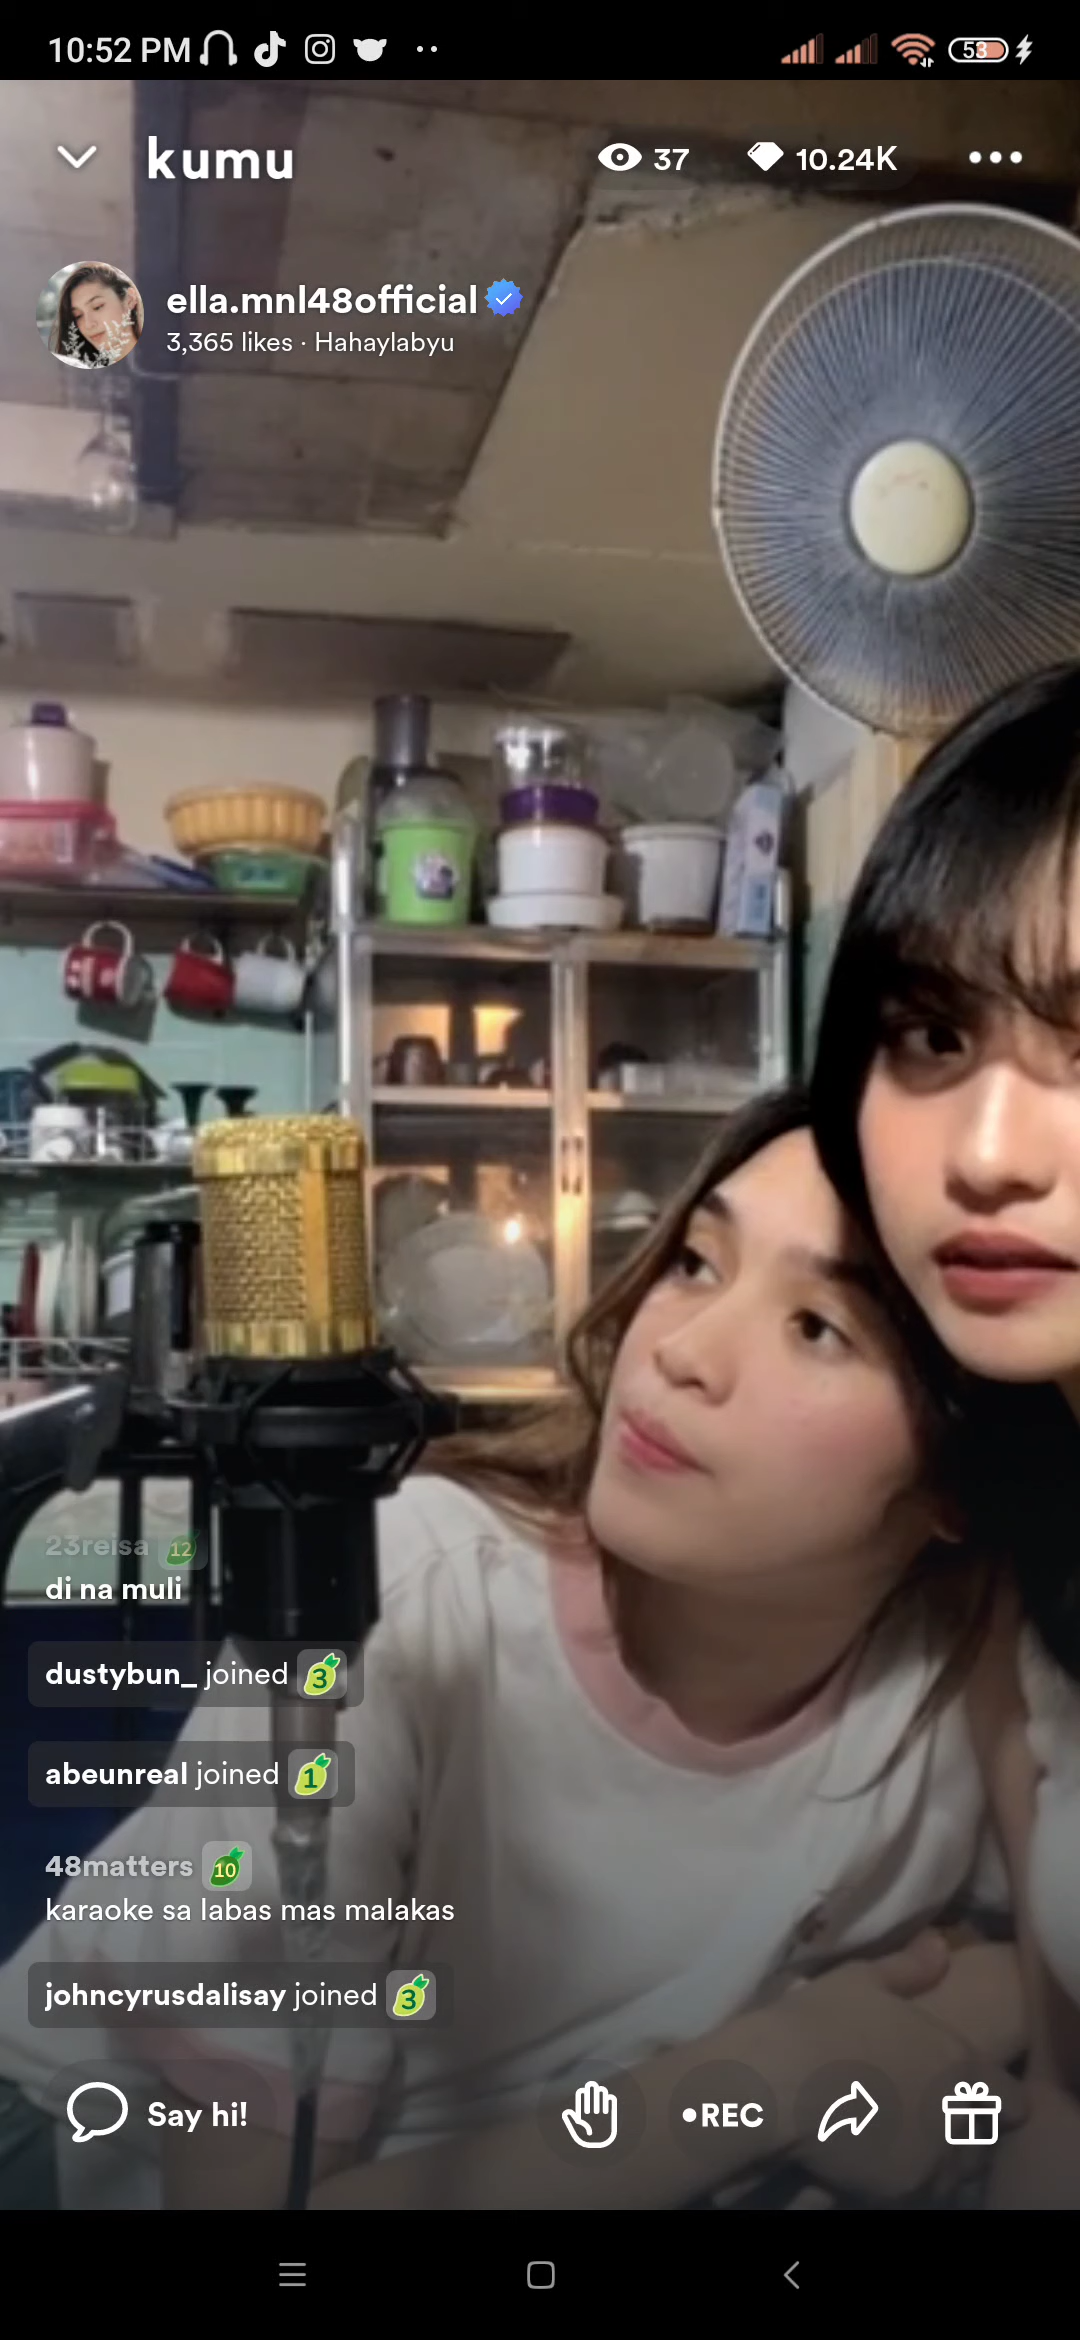 10:52 PM
53
kumu
37
10.24K
ella.mnl48official
3,365 likes · Hahaylabyu
23reisa 12
di na muli
dustybun_ joined 3
abeunreal joined 1
48matters 10
karaoke sa labas mas malakas
johncyrusdalisay joined 3
Say hi!
•REC